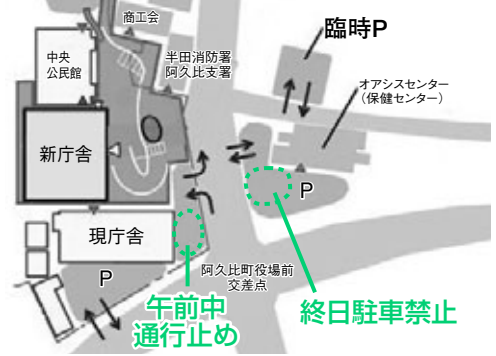 商工会
臨時P
中央
公民館
半田消防署
阿久比支署
オアシスセンター
（保健センター）
新庁舎
P
現庁舎
P
阿久比町役場前
交差点
午前中
通行止め
終日駐車禁止